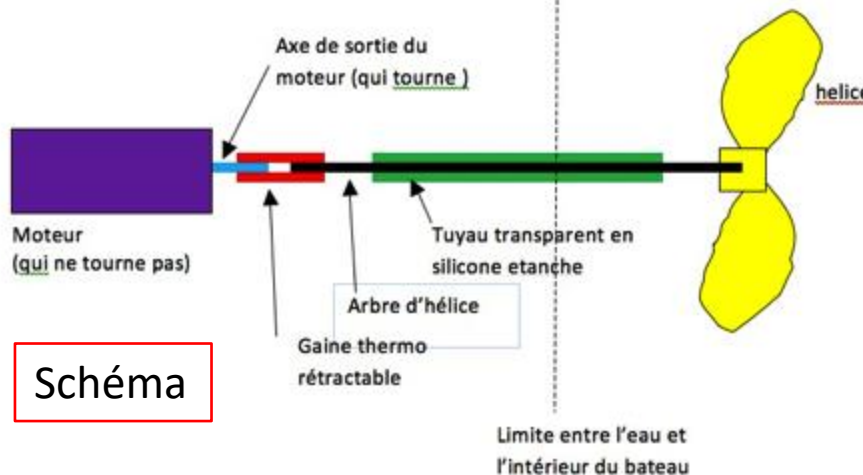 Axe de sortie du
moteur (qui tourne )
helice
Moteur
(qui ne tourne pas)
Tuyau transparent en
silicone etanche
Arbre d’hélice
Gaine thermo
rétractable
Schéma
Limite entre l’eau et
l’intérieur du bateau